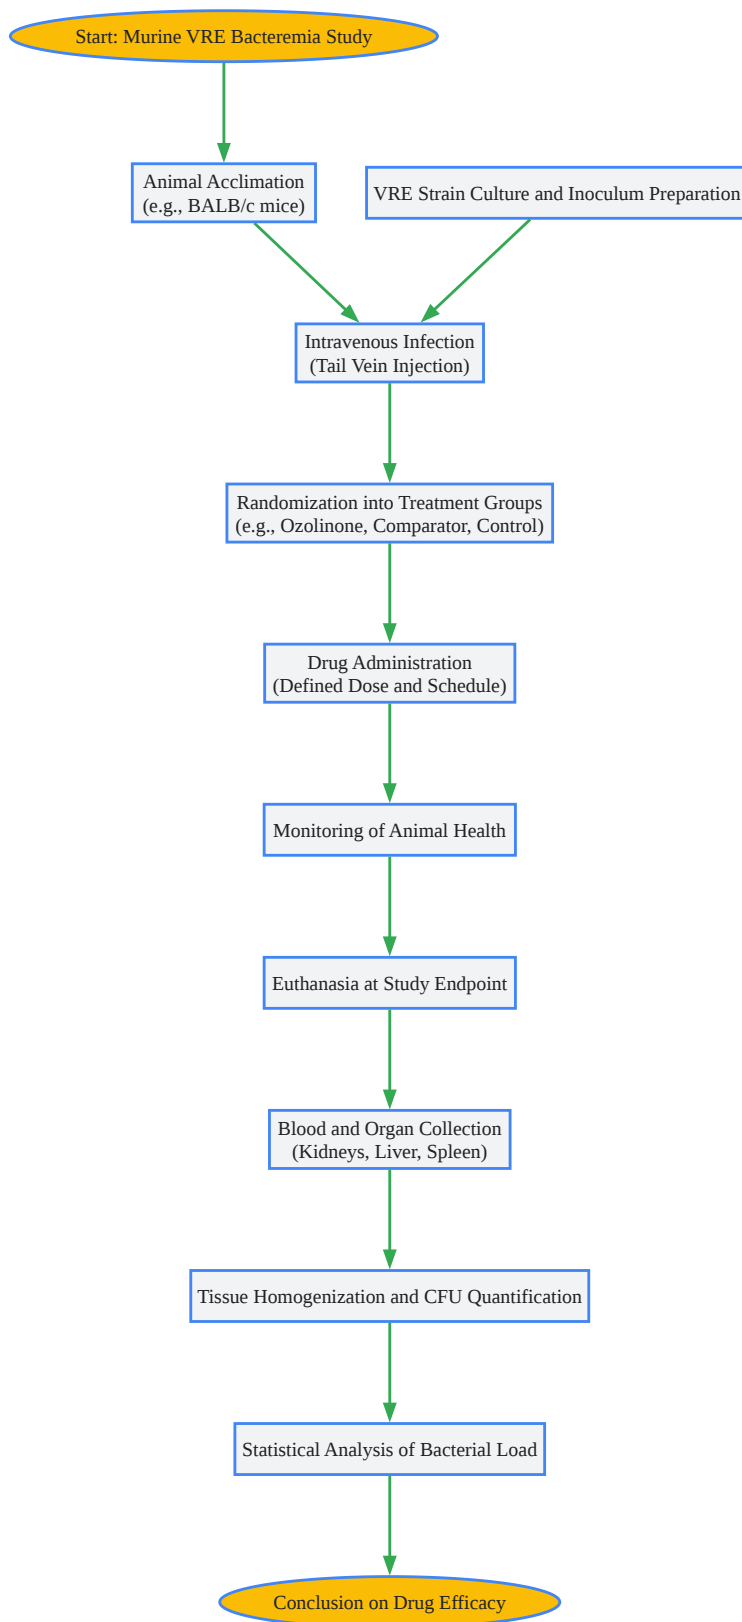 Start: Murine VRE Bacteremia Study
Animal Acclimation
(e.g., BALB/c mice)
VRE Strain Culture and Inoculum Preparation
Intravenous Infection
(Tail Vein Injection)
Randomization into Treatment Groups
(e.g., Ozolinone, Comparator, Control)
Drug Administration
(Defined Dose and Schedule)
Monitoring of Animal Health
Euthanasia at Study Endpoint
Blood and Organ Collection
(Kidneys, Liver, Spleen)
Tissue Homogenization and CFU Quantification
Statistical Analysis of Bacterial Load
Conclusion on Drug Efficacy